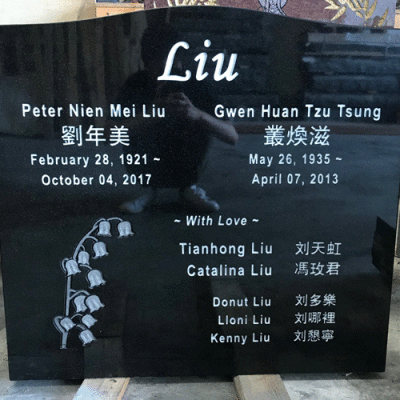 Liu
Peter Nien Mei Liu Gwen Huan Tzu Tsung
劉年美 叢煥滋
February 28, 1921 ~ May 26, 1935 ~
October 04, 2017 April 07, 2013
~ With Love ~
Tianhong Liu 刘天虹
Catalina Liu 馮玫君
Donut Liu 刘多樂
Lloni Liu 刘哪裡
Kenny Liu 刘懇寧